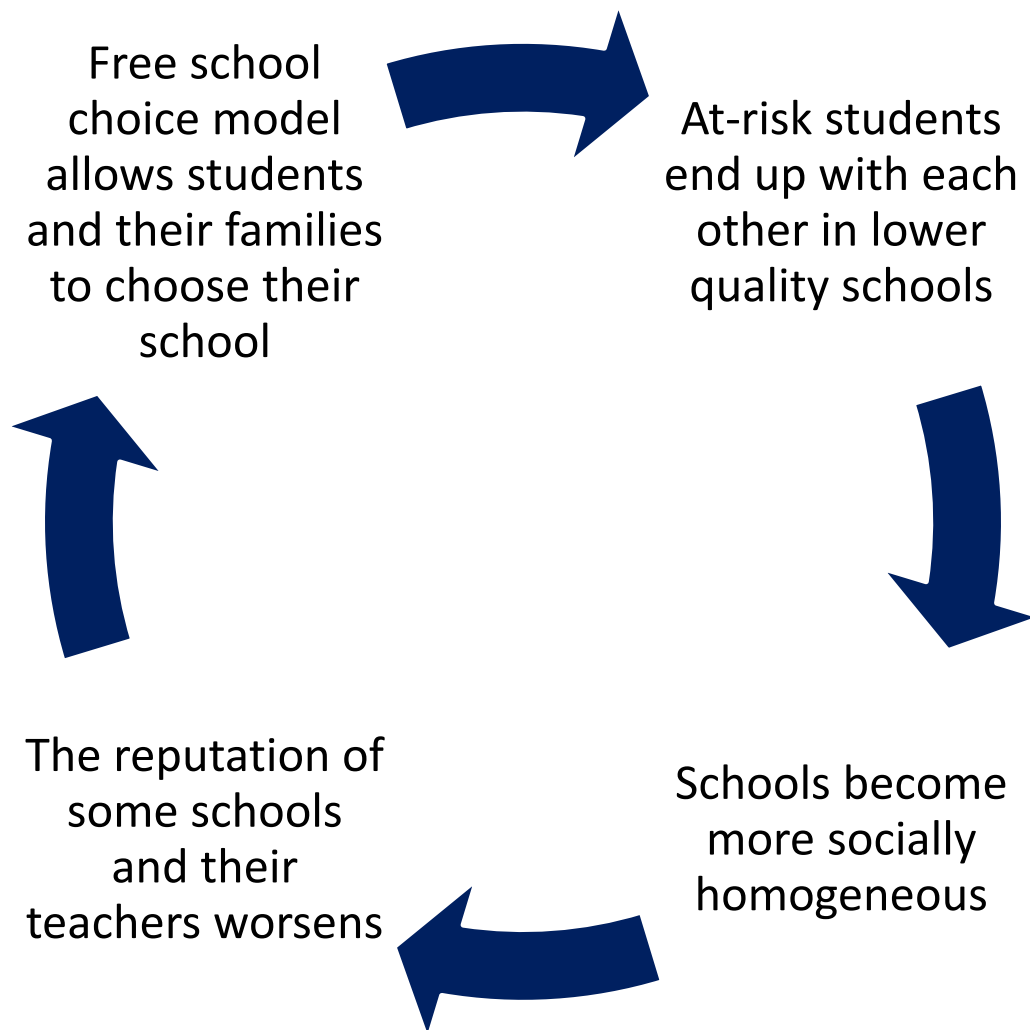 Free school
choice model
allows students
and their families
to choose their
school
At-risk students
end up with each
other in lower
quality schools
Schools become
more socially
homogeneous
The reputation of
some schools
and their
teachers worsens